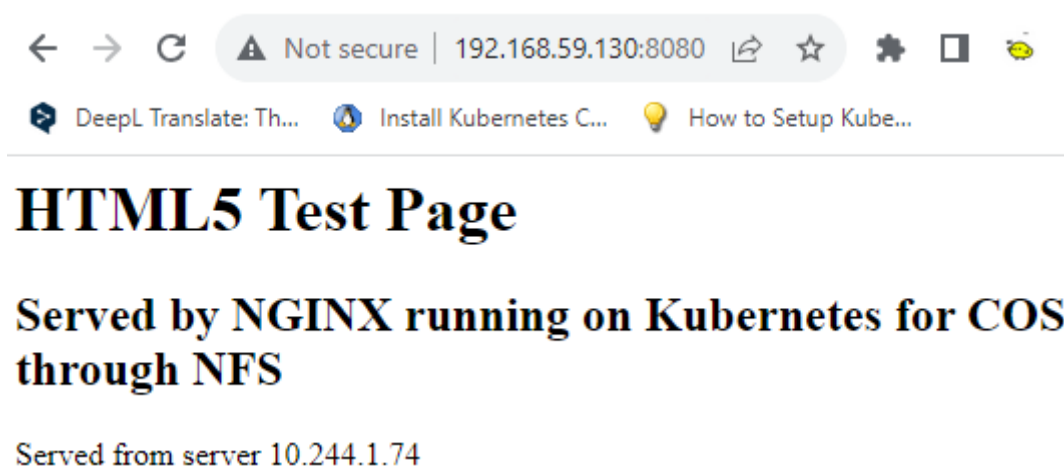 Not secure | 192.168.59.130:8080
DeepL Translate: Th... Install Kubernetes C... How to Setup Kube...
HTML5 Test Page
Served by NGINX running on Kubernetes for COS
through NFS
Served from server 10.244.1.74